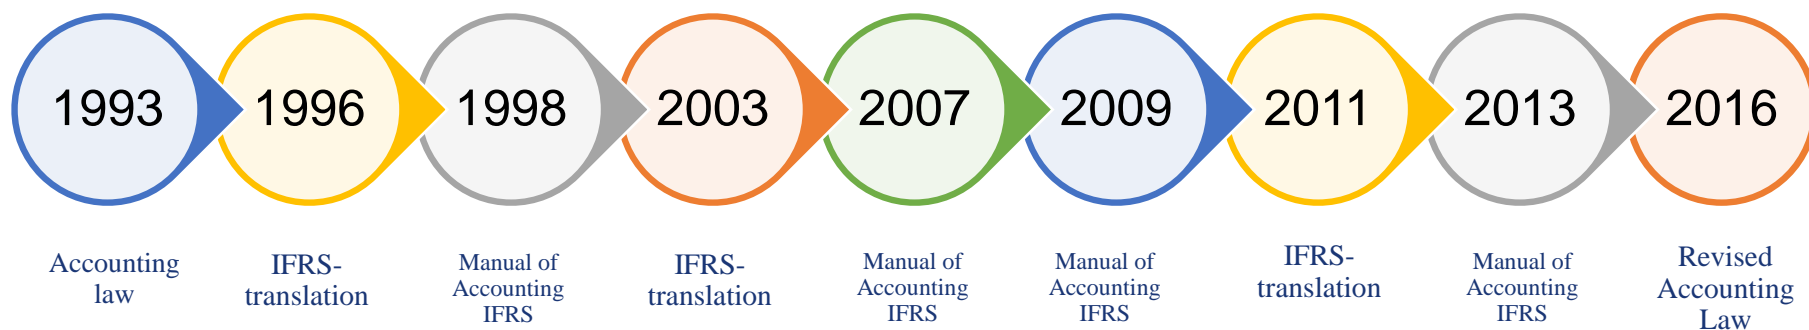 1993
1996
1998
2003
2007
2009
2011
2013
2016
Accounting
law
IFRS-
translation
Manual of
Accounting
IFRS
IFRS-
translation
Manual of
Accounting
IFRS
Manual of
Accounting
IFRS
IFRS-
translation
Manual of
Accounting
IFRS
Revised
Accounting
Law